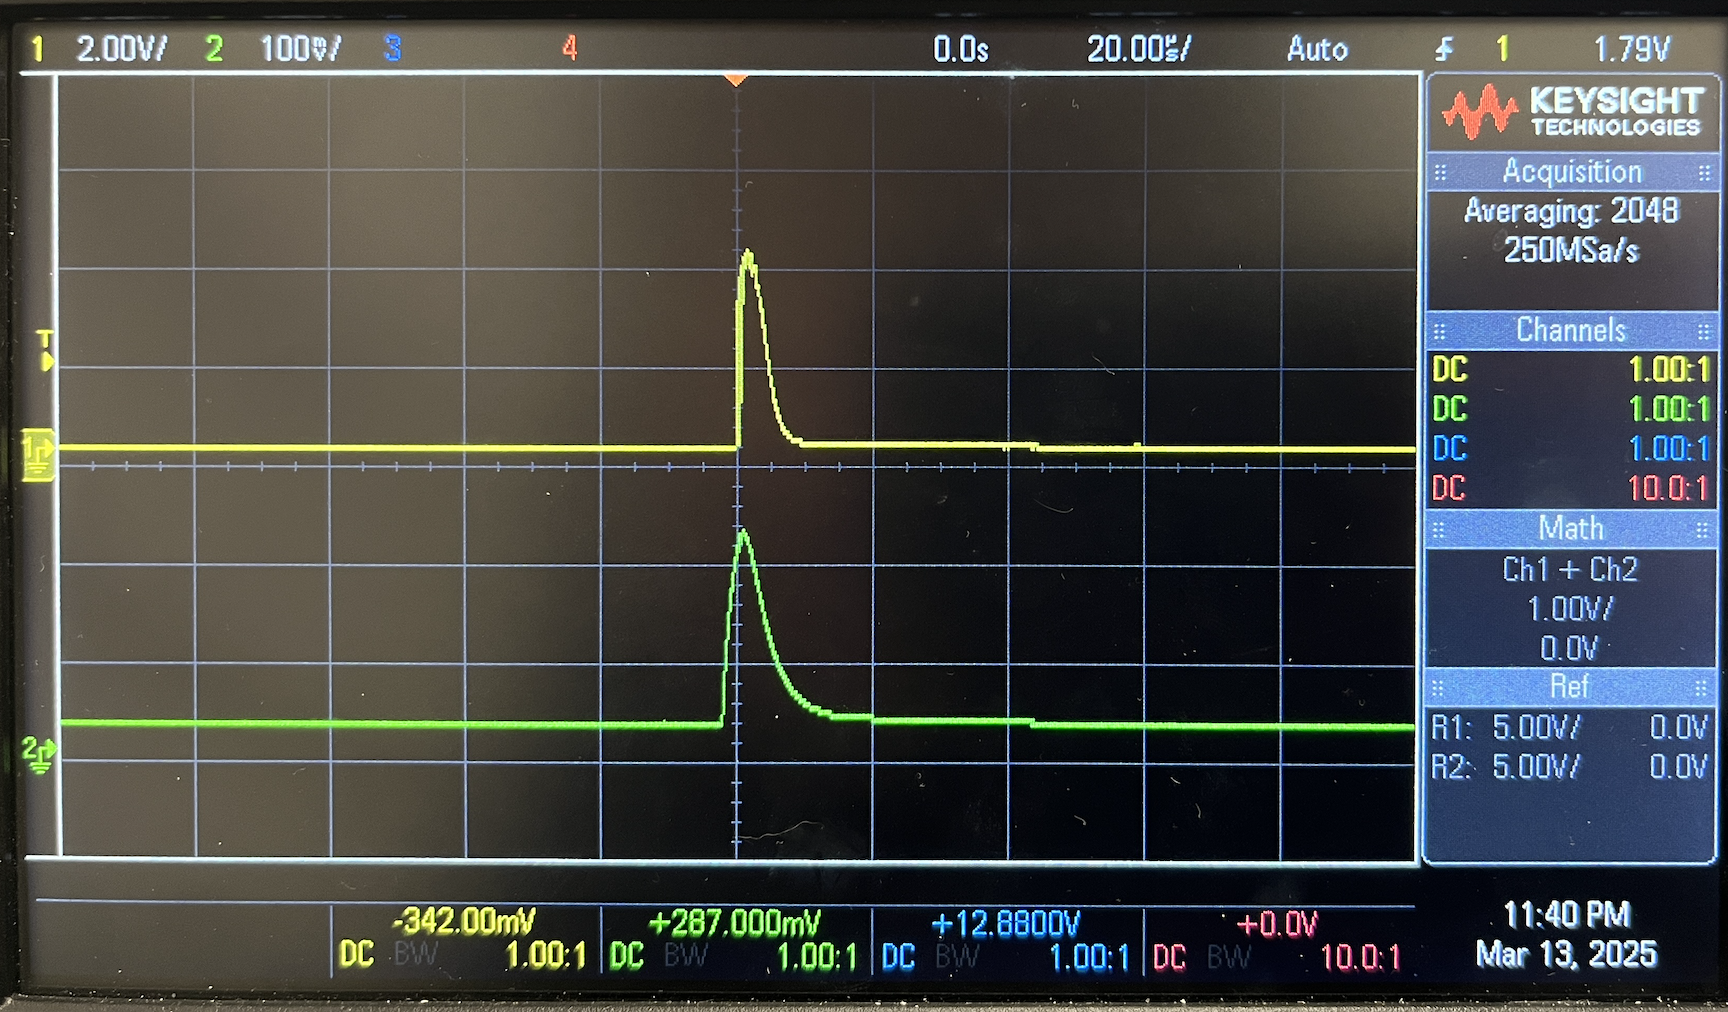 1 2.00V/ 2 100mV/ 3 4 0.0s 20.00µs/ Auto 1 1.79V
KEYSIGHT
TECHNOLOGIES
Acquisition
Averaging: 2048
250MSa/s
T
Channels
DC 1.00:1
DC 1.00:1
DC 1.00:1
DC 10.0:1
1
Math
Ch1 + Ch2
1.00V/
0.0V
Ref
R1: 5.00V/ 0.0V
R2: 5.00V/ 0.0V
2
-342.00mV +287.000mV +12.8800V +0.0V
DC BW 1.00:1 DC BW 1.00:1 DC BW 1.00:1 DC BW 10.0:1
11:40 PM
Mar 13, 2025